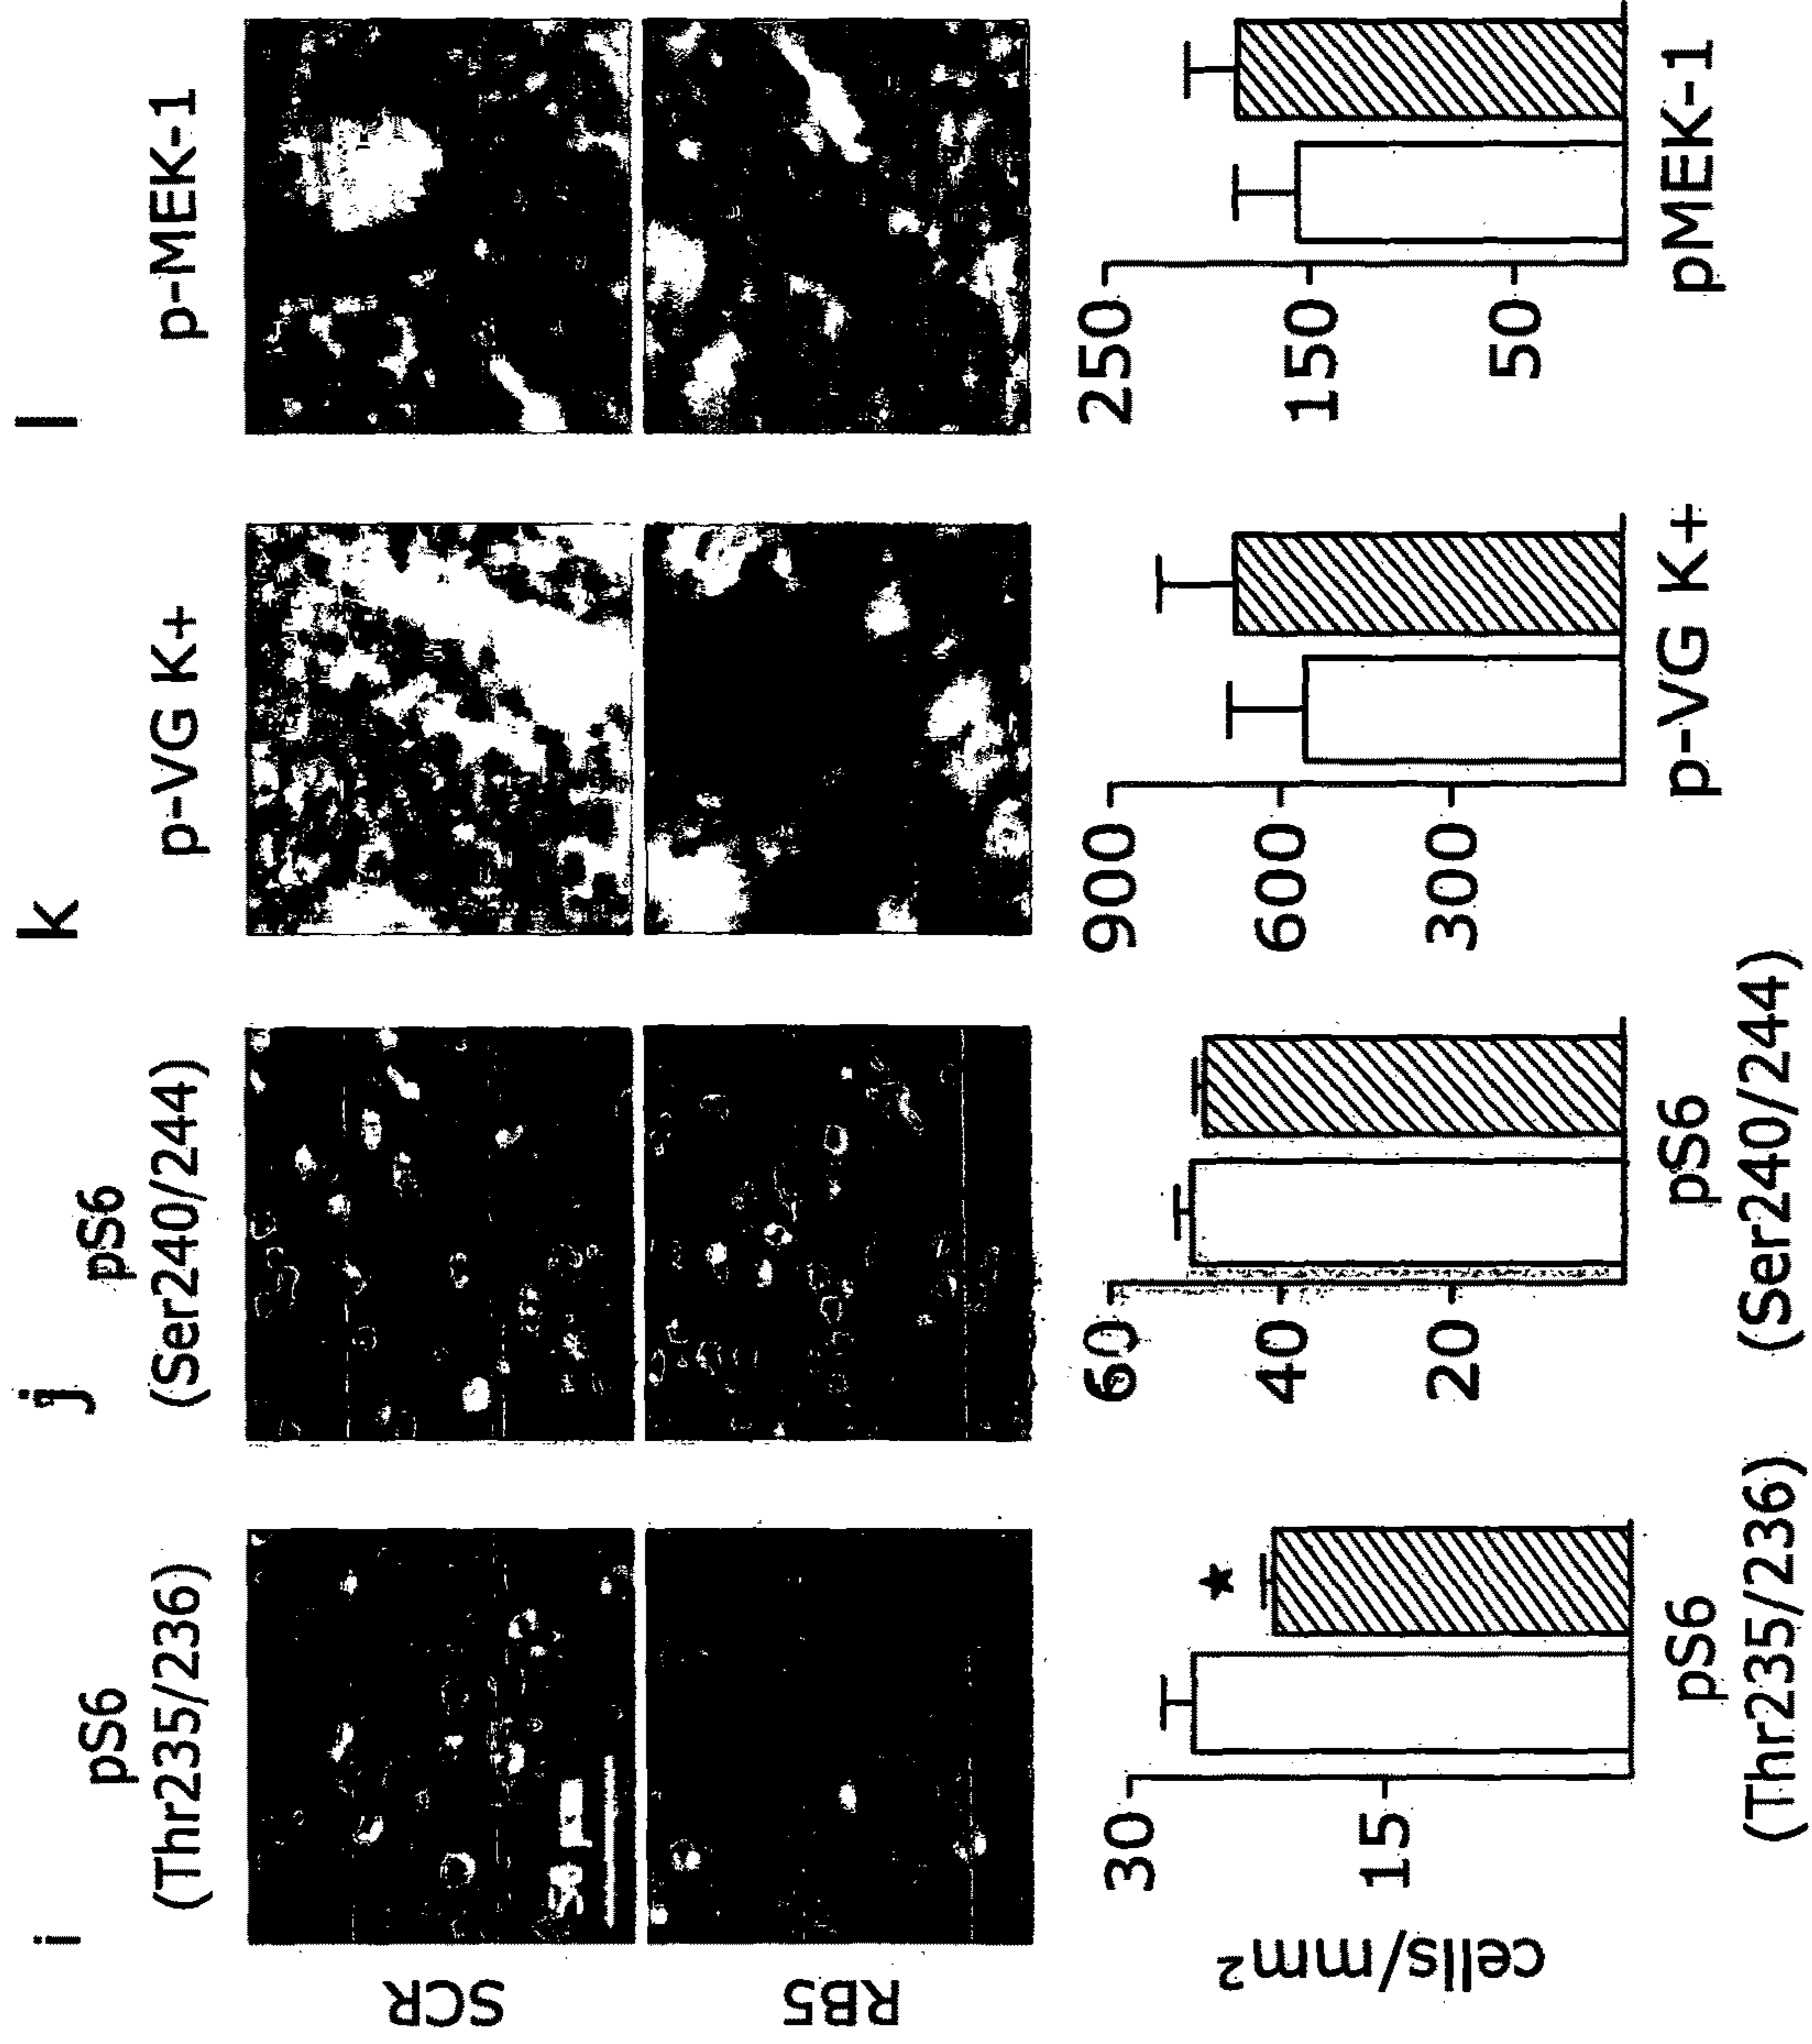 i j k l
pS6 pS6
(Thr235/236) (Ser240/244) p-VG K+ p-MEK-1
SCR
RB5
cells/mm²
30
15
★
60
40
20
900
600
300
250
150
50
pS6 pS6 p-VG K+ pMEK-1
(Thr235/236) (Ser240/244)